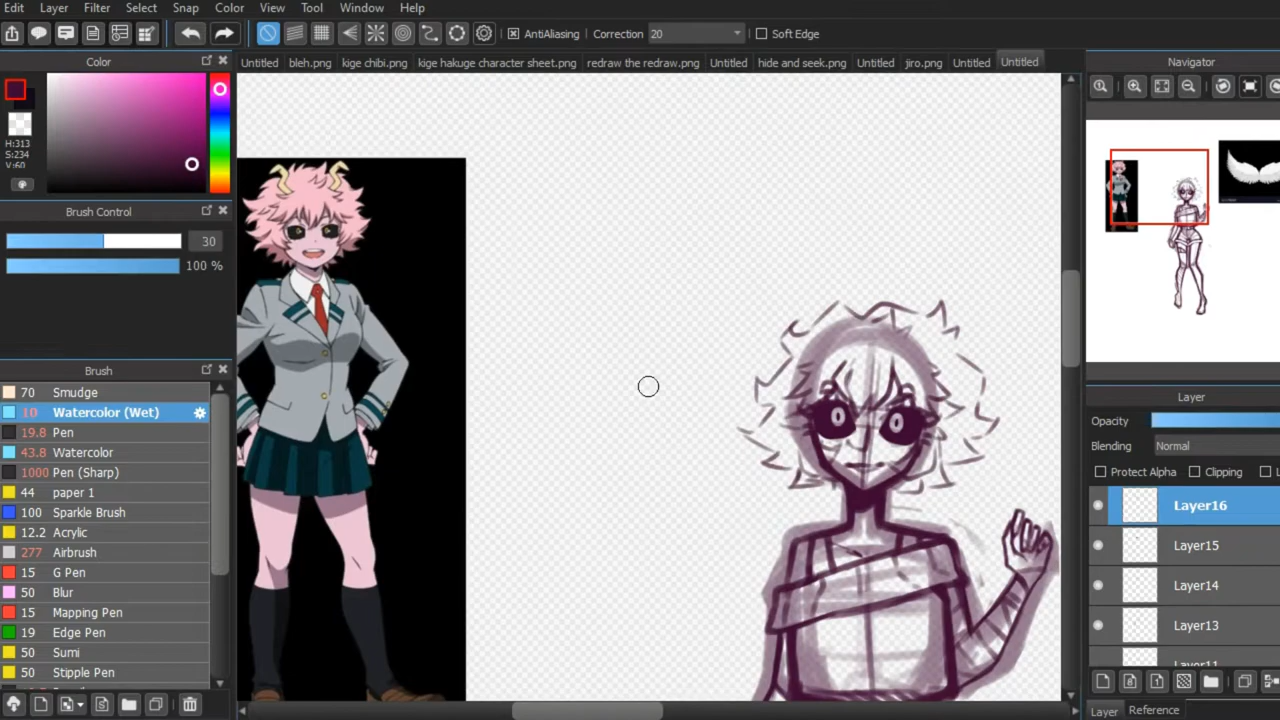 Edit Layer Filter Select Snap Color View Tool Window Help
AntiAliasing Correction 20 Soft Edge
Color
Untitled bleh.png kige chibi.png kige hakuge character sheet.png redraw the redraw.png Untitled hide and seek.png Untitled jiro.png Untitled Untitled
Navigator
H:313
S:234
V:60
Brush Control
30
100 %
Brush
70 Smudge
10 Watercolor (Wet)
19.8 Pen
43.8 Watercolor
1000 Pen (Sharp)
44 paper 1
100 Sparkle Brush
12.2 Acrylic
277 Airbrush
15 G Pen
50 Blur
15 Mapping Pen
19 Edge Pen
50 Sumi
50 Stipple Pen
Layer
Opacity
Blending Normal
Protect Alpha Clipping L
Layer16
Layer15
Layer14
Layer13
Layer11
Layer Reference